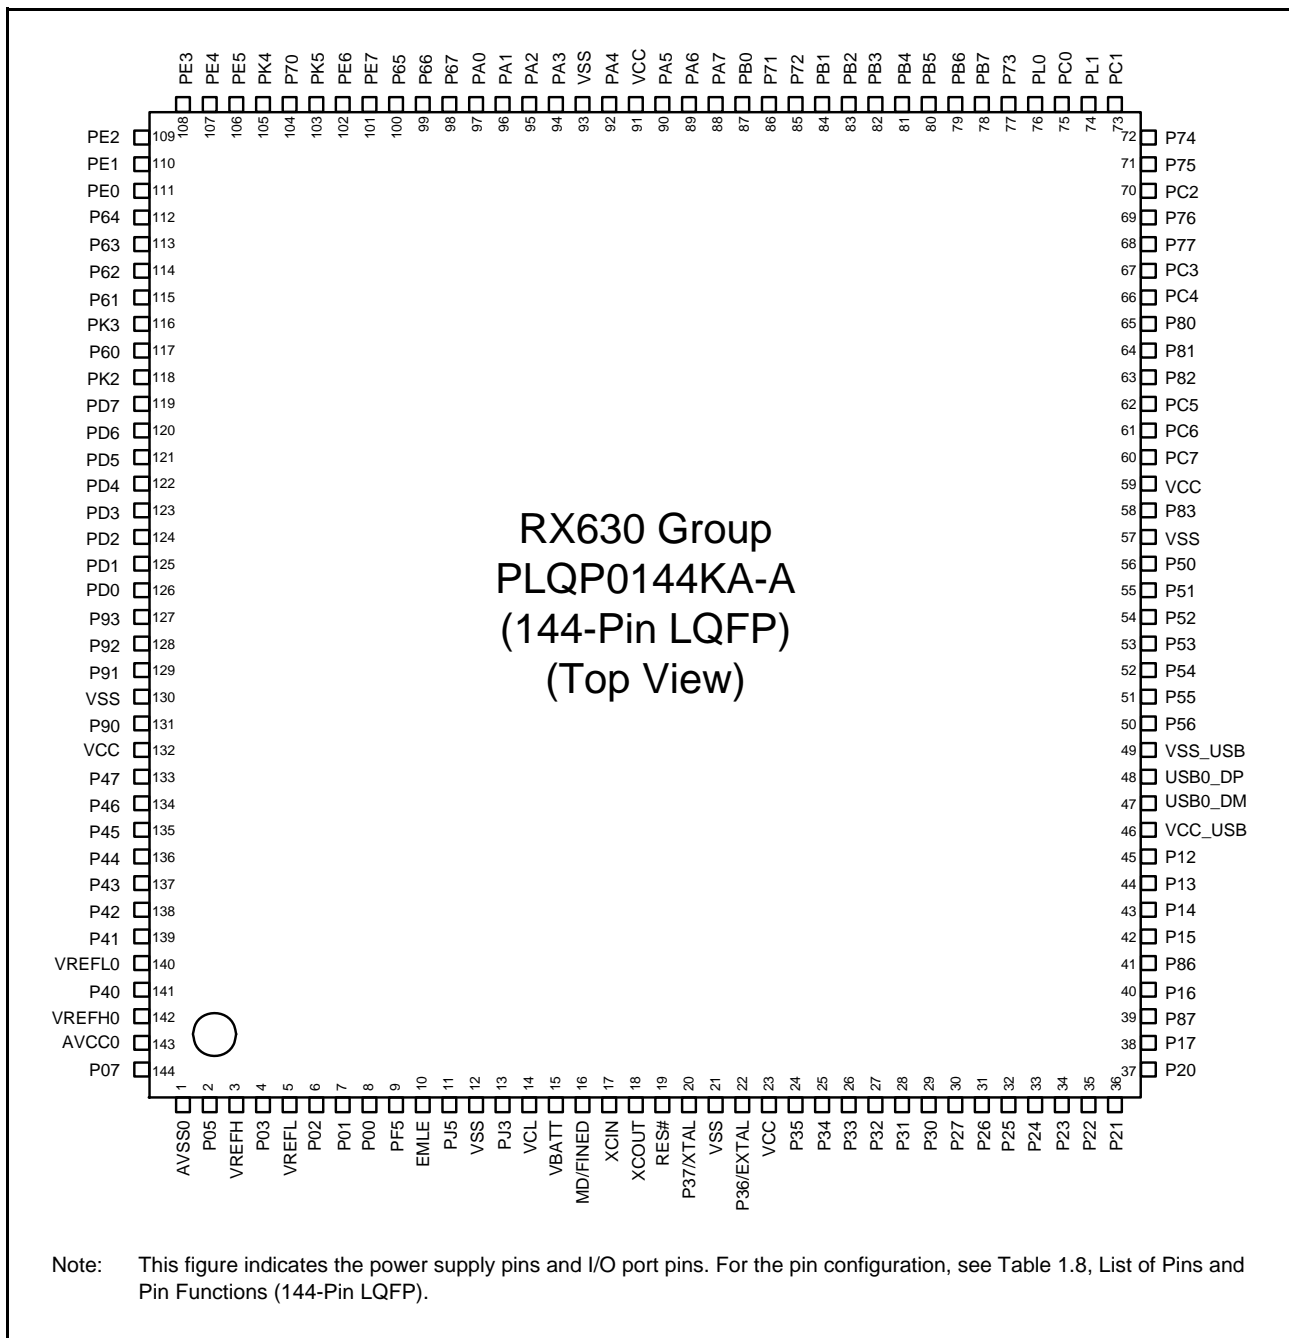 PE3 PE4 PE5 PK4 P70 PK5 PE6 PE7 P65 P66 P67 PA0 PA1 PA2 PA3 VSS PA4 VCC PA5 PA6 PA7 PB0 P71 P72 PB1 PB2 PB3 PB4 PB5 PB6 PB7 P73 PL0 PC0 PL1 PC1
108 107 106 105 104 103 102 101 100 99 98 97 96 95 94 93 92 91 90 89 88 87 86 85 84 83 82 81 80 79 78 77 76 75 74 73
PE2 109 72 P74
PE1 110 71 P75
PE0 111 70 PC2
P64 112 69 P76
P63 113 68 P77
P62 114 67 PC3
P61 115 66 PC4
PK3 116 65 P80
P60 117 64 P81
PK2 118 63 P82
PD7 119 62 PC5
PD6 120 61 PC6
PD5 121 60 PC7
PD4 122 59 VCC
PD3 123 58 P83
PD2 124 57 VSS
PD1 125 56 P50
PD0 126 55 P51
P93 127 54 P52
P92 128 53 P53
P91 129 52 P54
VSS 130 51 P55
P90 131 50 P56
VCC 132 49 VSS_USB
P47 133 48 USB0_DP
P46 134 47 USB0_DM
P45 135 46 VCC_USB
P44 136 45 P12
P43 137 44 P13
P42 138 43 P14
P41 139 42 P15
VREFL0 140 41 P86
P40 141 40 P16
VREFH0 142 39 P87
AVCC0 143 38 P17
P07 144 37 P20
RX630 Group
PLQP0144KA-A
(144-Pin LQFP)
(Top View)
1 2 3 4 5 6 7 8 9 10 11 12 13 14 15 16 17 18 19 20 21 22 23 24 25 26 27 28 29 30 31 32 33 34 35 36
AVSS0 P05 VREFH P03 VREFL P02 P01 P00 PF5 EMLE PJ5 VSS PJ3 VCL VBATT MD/FINED XCIN XCOUT RES# P37/XTAL VSS P36/EXTAL VCC P35 P34 P33 P32 P31 P30 P27 P26 P25 P24 P23 P22 P21
Note: This figure indicates the power supply pins and I/O port pins. For the pin configuration, see Table 1.8, List of Pins and
Pin Functions (144-Pin LQFP).